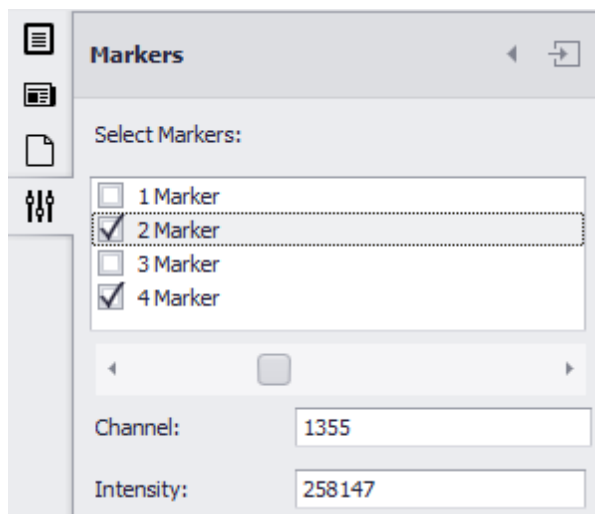 Markers
Select Markers:
1 Marker
2 Marker
3 Marker
4 Marker
Channel: 1355
Intensity: 258147